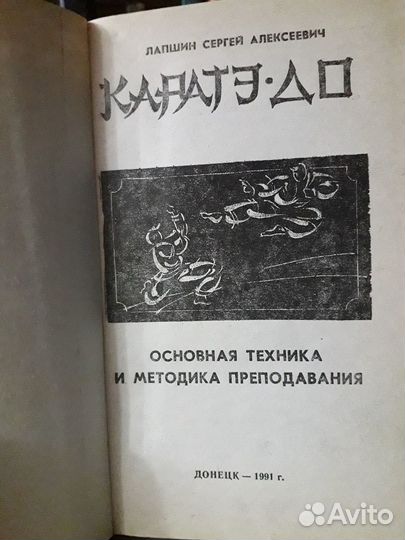 ЛАПШИН СЕРГЕЙ АЛЕКСЕЕВИЧ
КАРАТЭ·ДО
ОСНОВНАЯ ТЕХНИКА
И МЕТОДИКА ПРЕПОДАВАНИЯ
ДОНЕЦК — 1991 г.
Avito